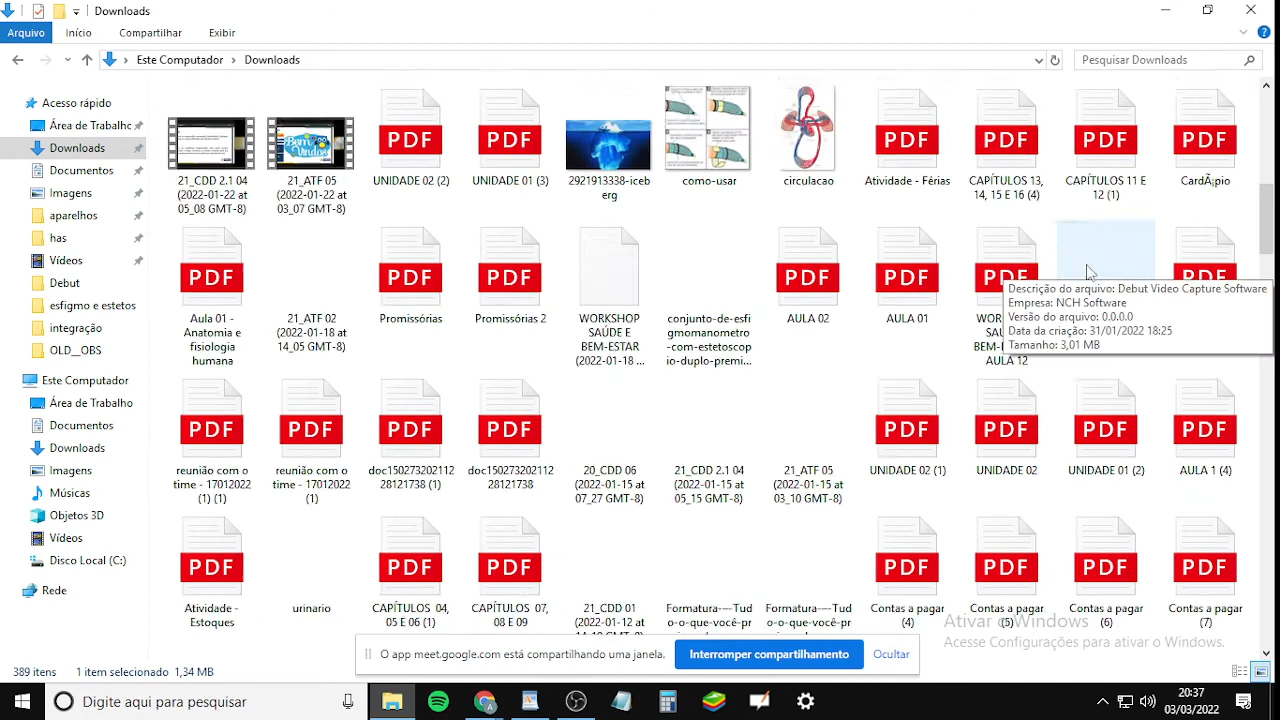 Downloads
Arquivo
Início
Compartilhar
Exibir
Este Computador
Downloads
Pesquisar Downloads
Acesso rápido
Área de Trabalho
Downloads
Documentos
Imagens
aparelhos
has
Vídeos
Debut
esfigmo e estetos
integração
OLD__OBS
Este Computador
Área de Trabalho
Documentos
Downloads
Imagens
Músicas
Objetos 3D
Vídeos
Disco Local (C:)
Rede
PDF
PDF
PDF
PDF
PDF
PDF
21_CDD 2.1 04
(2022-01-22 at
05_08 GMT-8)
21_ATF 05
(2022-01-22 at
03_07 GMT-8)
UNIDADE 02 (2)
UNIDADE 01 (3)
2921913338-iceb
erg
como-usar
circulacao
Atividade - Férias
CAPÍTULOS 13,
14, 15 E 16 (4)
CAPÍTULOS 11 E
12 (1)
CardÃ¡pio
PDF
PDF
PDF
PDF
PDF
PDF
PDF
Aula 01 -
Anatomia e
fisiologia
humana
21_ATF 02
(2022-01-18 at
14_05 GMT-8)
Promissórias
Promissórias 2
WORKSHOP
SAÚDE E
BEM-ESTAR
(2022-01-18 ...
conjunto-de-esfi
gmomanometro
-com-estetoscop
io-duplo-premi...
AULA 02
AULA 01
AULA 12
Descrição do arquivo: Debut Video Capture Software
Empresa: NCH Software
Versão do arquivo: 0.0.0.0
Data da criação: 31/01/2022 18:25
Tamanho: 3,01 MB
PDF
PDF
PDF
PDF
PDF
PDF
PDF
PDF
reunião com o
time - 17012022
(1) (1)
reunião com o
time - 17012022
(1)
doc150273202112
28121738 (1)
doc150273202112
28121738
20_CDD 06
(2022-01-15 at
07_27 GMT-8)
21_CDD 2.1 04
(2022-01-15 at
05_15 GMT-8)
21_ATF 05
(2022-01-15 at
03_10 GMT-8)
UNIDADE 02 (1)
UNIDADE 02
UNIDADE 01 (2)
AULA 1 (4)
PDF
PDF
PDF
PDF
PDF
PDF
PDF
Atividade -
Estoques
urinario
CAPÍTULOS 04,
05 E 06 (1)
CAPÍTULOS 07,
08 E 09
21_CDD 01
(2022-01-12 at
Formatura----Tud
o-o-que-você-pr
Formatura----Tud
o-o-que-você-pr
Contas a pagar
(4)
Contas a pagar
(5)
Contas a pagar
(6)
Contas a pagar
(7)
Ativar o Windows
Acesse Configurações para ativar o Windows.
O app meet.google.com está compartilhando uma janela.
Interromper compartilhamento
Ocultar
389 itens
1 item selecionado 1,34 MB
Digite aqui para pesquisar
20:37
03/03/2022